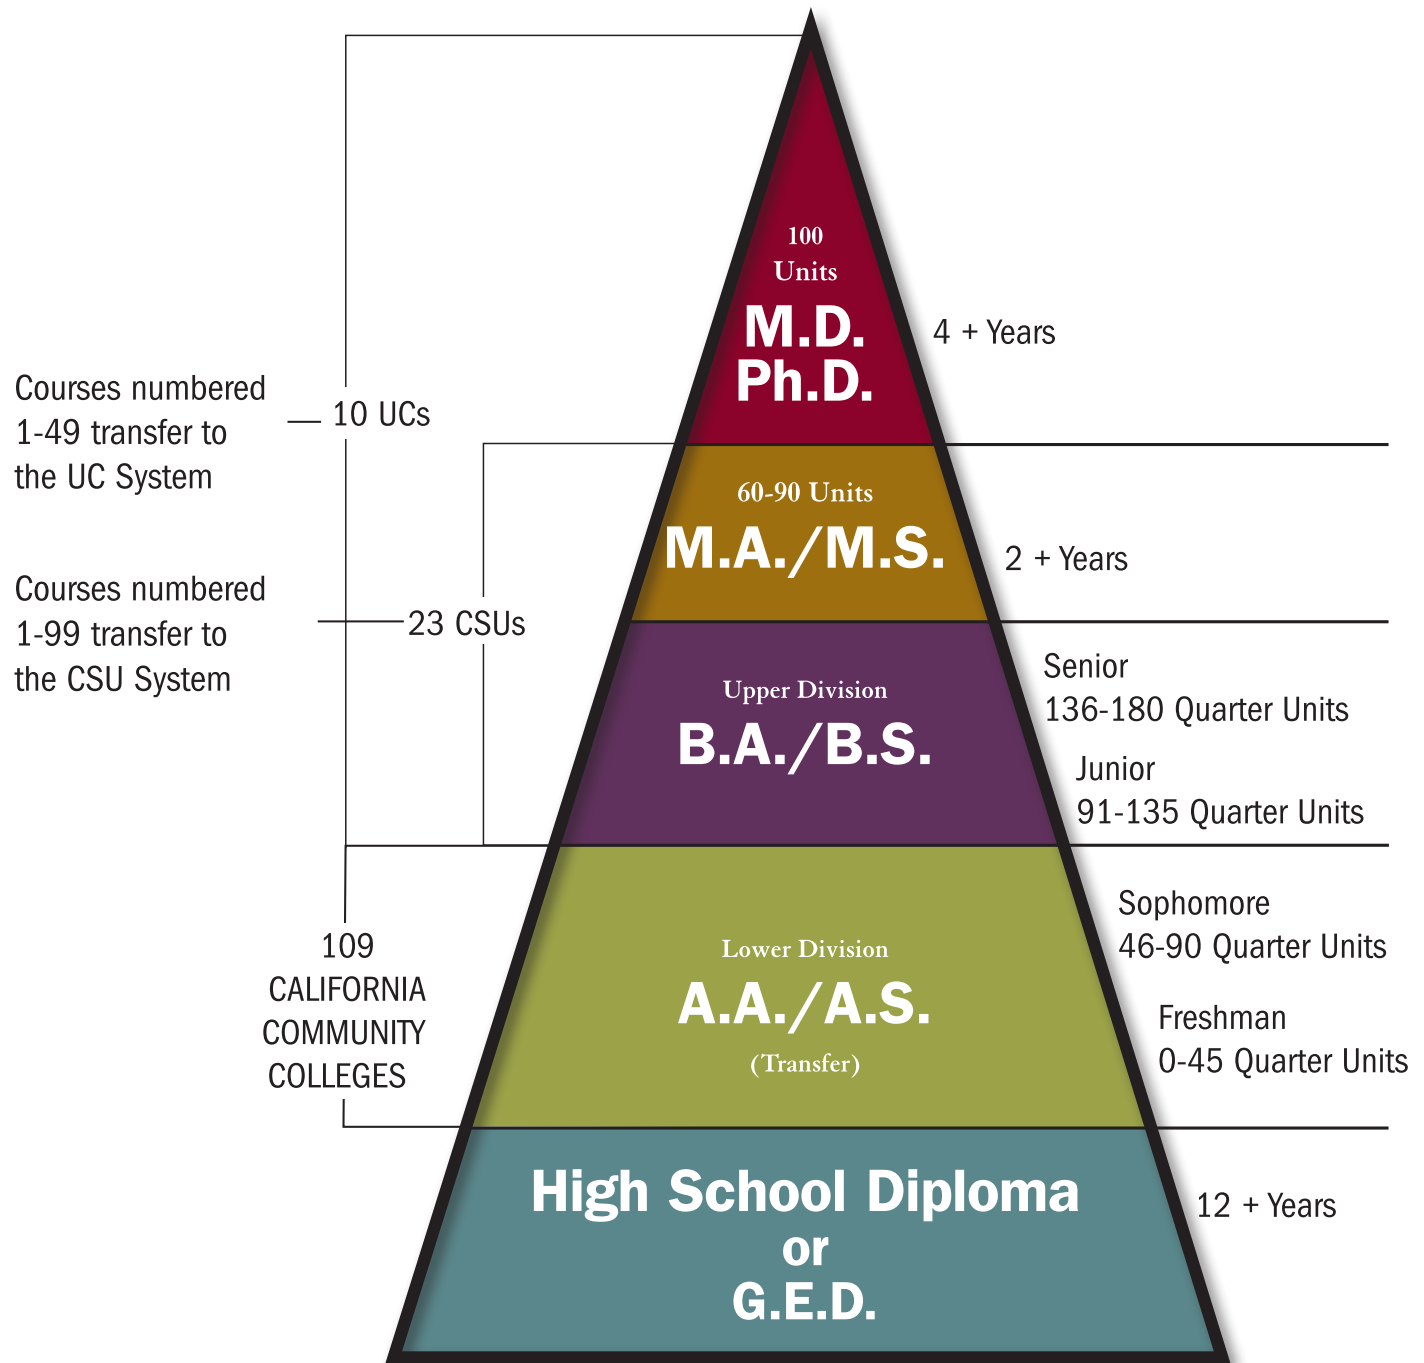 100
Units
M.D.
Ph.D.
4 + Years
Courses numbered
1-49 transfer to
the UC System
10 UCs
60-90 Units
M.A./M.S.
2 + Years
Courses numbered
1-99 transfer to
the CSU System
23 CSUs
Upper Division
B.A./B.S.
Senior
136-180 Quarter Units
Junior
91-135 Quarter Units
109
CALIFORNIA
COMMUNITY
COLLEGES
Lower Division
A.A./A.S.
(Transfer)
Sophomore
46-90 Quarter Units
Freshman
0-45 Quarter Units
High School Diploma
or
G.E.D.
12 + Years